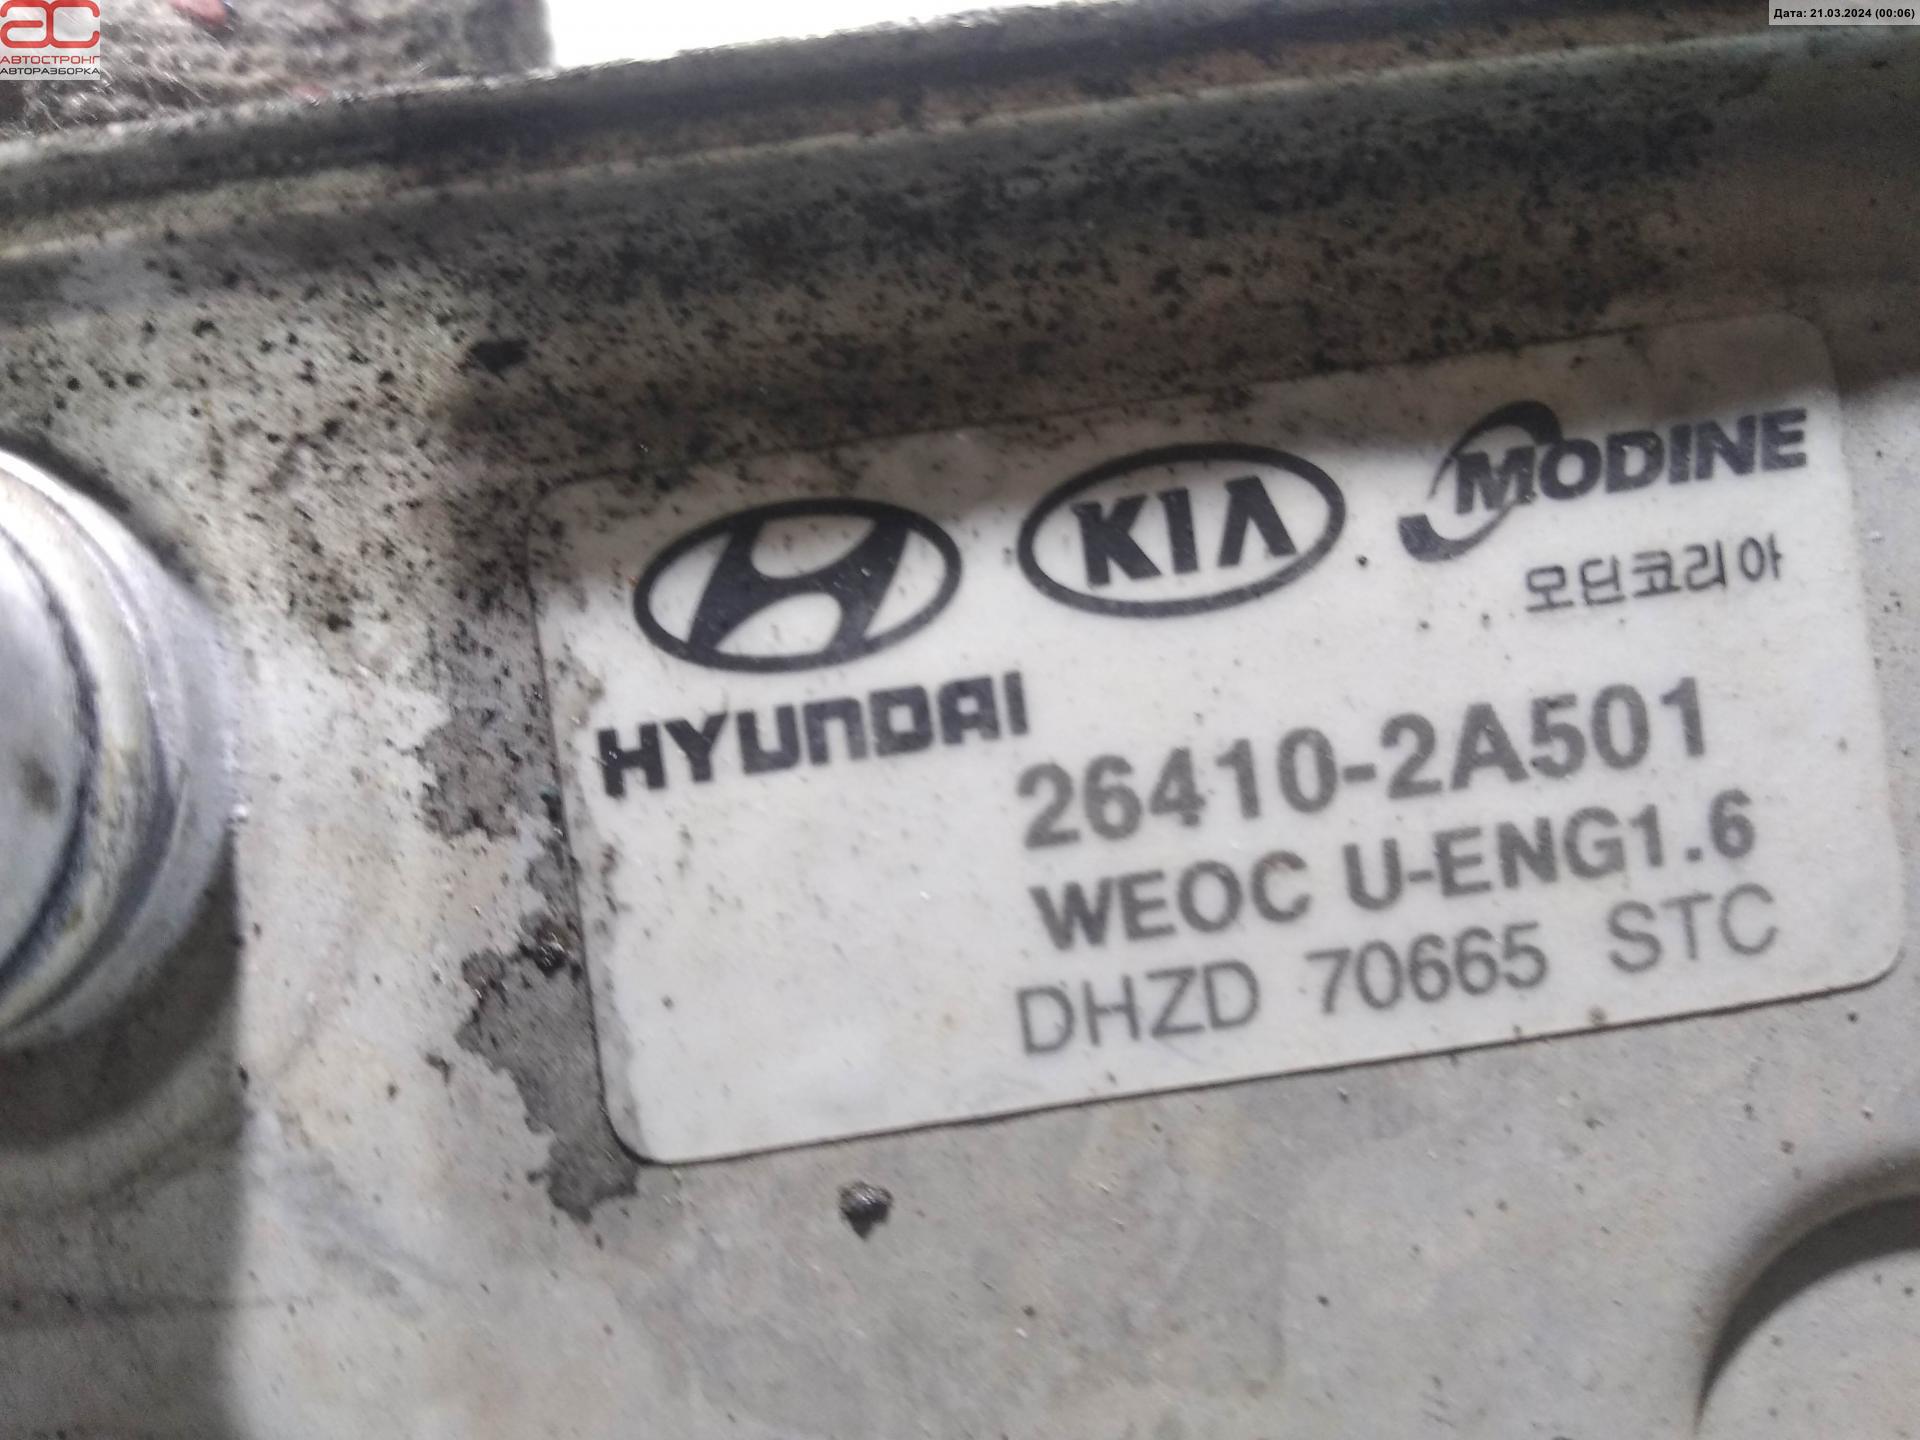 АВТОСТРОНГ
АВТОРАЗБОРКА
Дата: 21.03.2024 (00:06)
HYUNDAI
KIA
MODINE
모딘코리아
26410-2A501
WEOC U-ENG1.6
DHZD 70665 STC